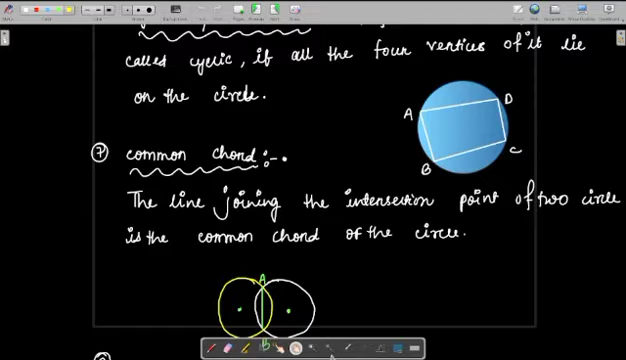 called cyclic, if all the four vertices of it lie
on the circle.
A
D
B
C
7 common chord :-
The line joining the intersection point of two circle
is the common chord of the circle.
A
B